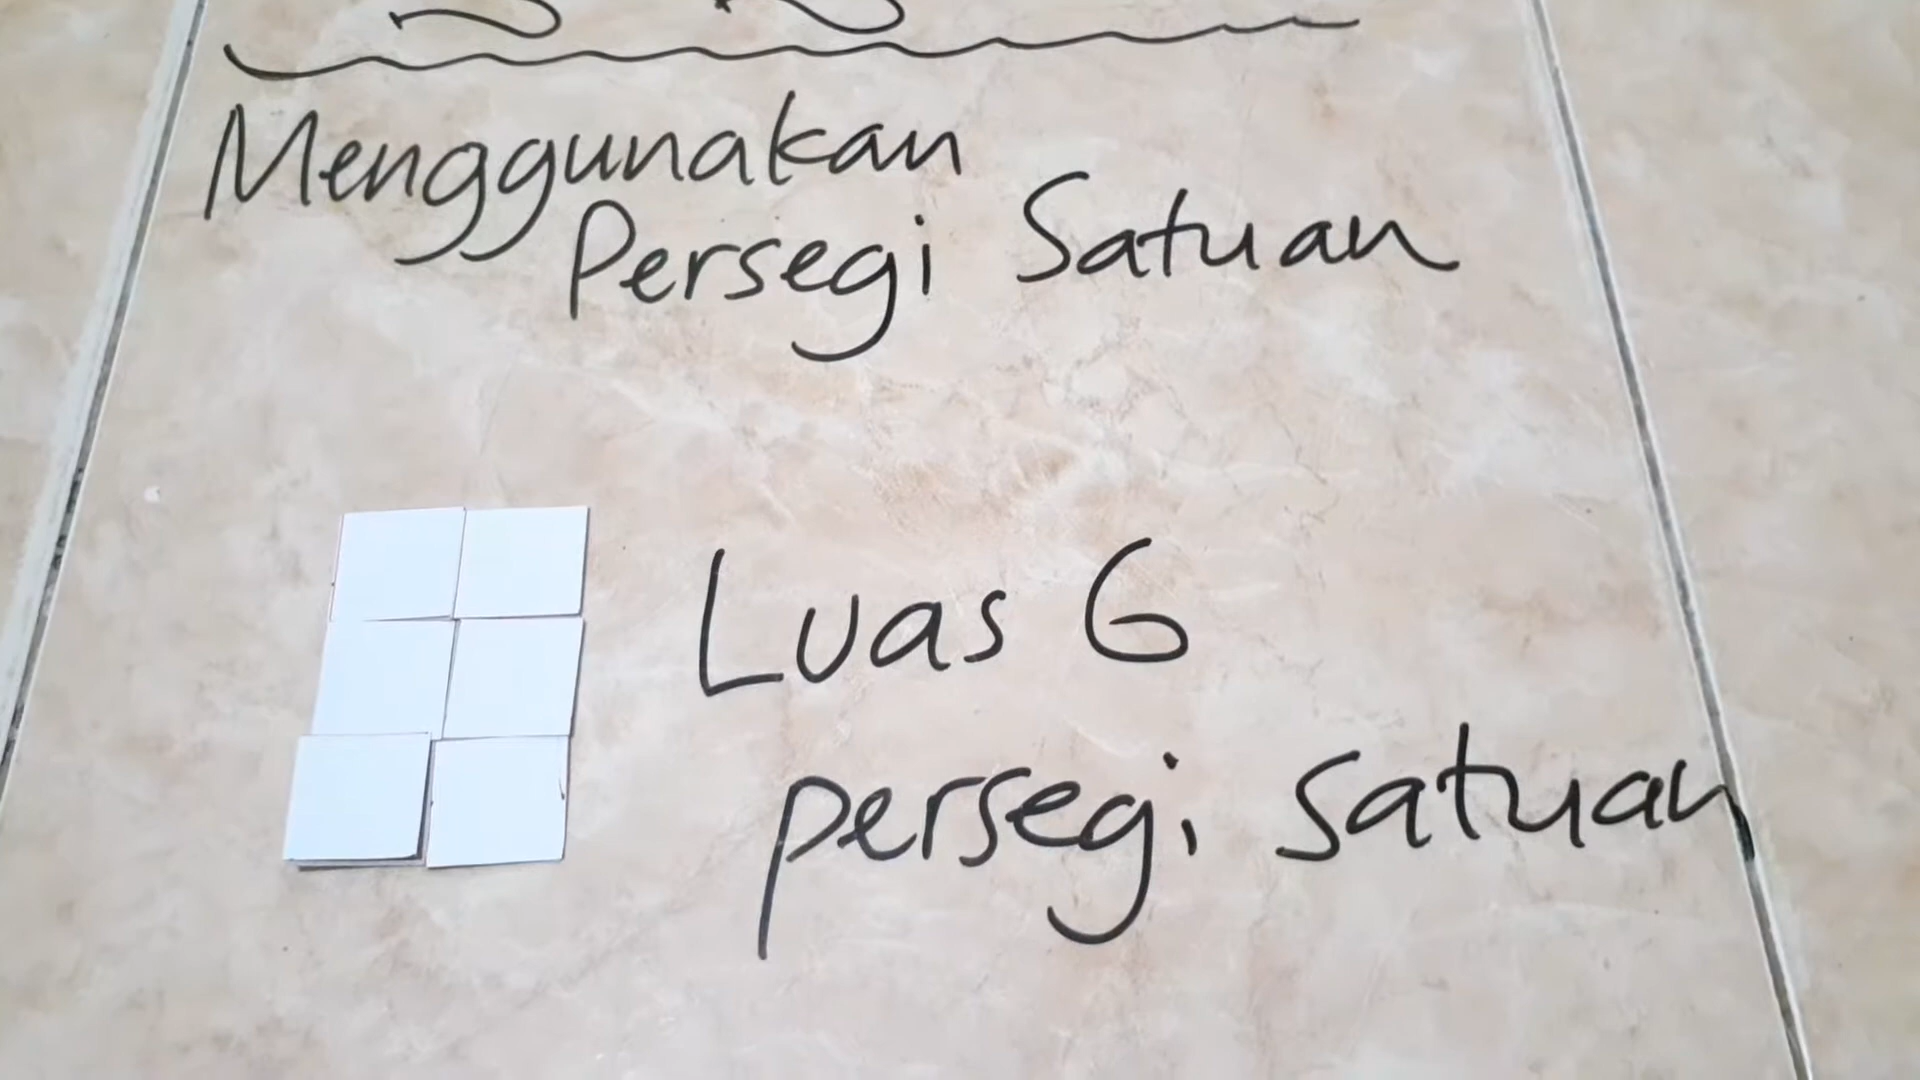 Menggunakan
Persegi Satuan
Luas 6
persegi satuan